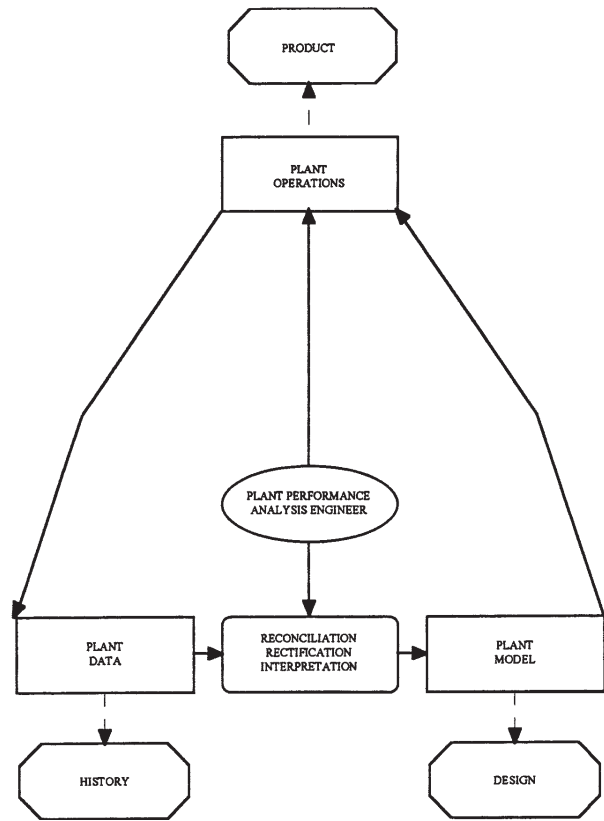 PRODUCT
PLANT
OPERATIONS
PLANT PERFORMANCE
ANALYSIS ENGINEER
PLANT
DATA
RECONCILIATION
RECTIFICATION
INTERPRETATION
PLANT
MODEL
HISTORY
DESIGN